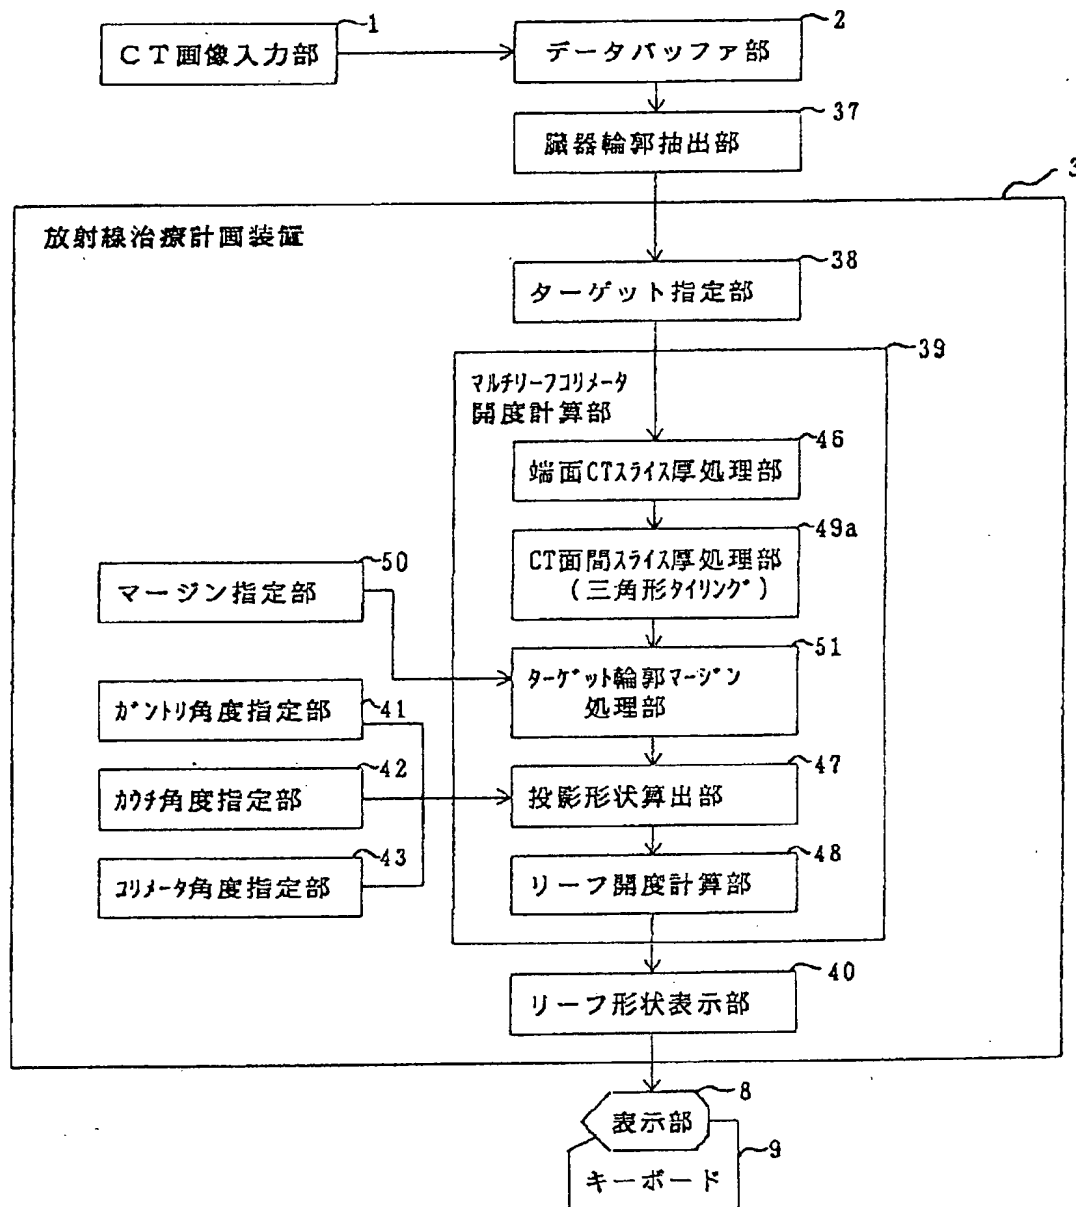 1
CT画像入力部
2
データバッファ部
37
臓器輪郭抽出部
3
放射線治療計画装置
38
ターゲット指定部
39
マルチリーフコリメータ
開度計算部
46
端面CTスライス厚処理部
49a
CT面間スライス厚処理部
(三角形タイリング)
50
マージン指定部
51
ターゲット輪郭マージン
処理部
ガントリ角度指定部
41
47
投影形状算出部
42
カウチ角度指定部
43
コリメータ角度指定部
48
リーフ開度計算部
40
リーフ形状表示部
8
表示部
9
キーボード